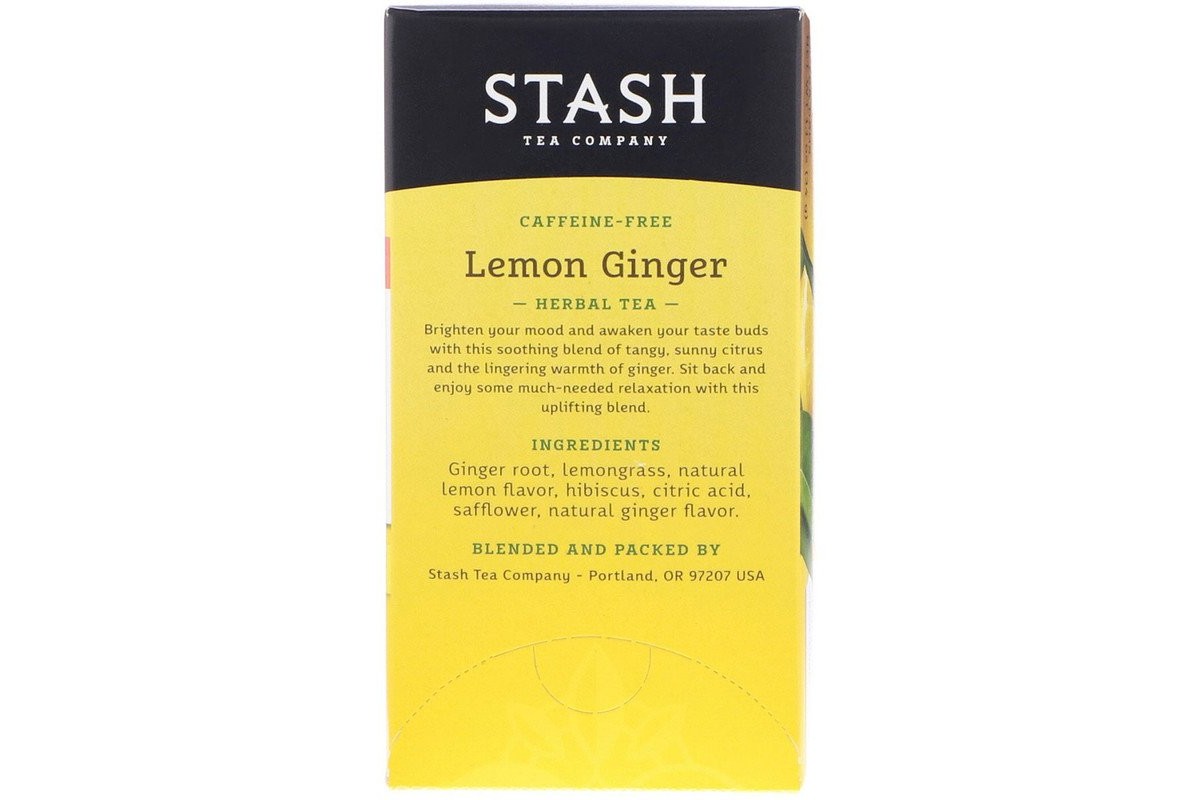 STASH
TEA COMPANY
CAFFEINE-FREE
Lemon Ginger
— HERBAL TEA —
Brighten your mood and awaken your taste buds
with this soothing blend of tangy, sunny citrus
and the lingering warmth of ginger. Sit back and
enjoy some much-needed relaxation with this
uplifting blend.
INGREDIENTS
Ginger root, lemongrass, natural
lemon flavor, hibiscus, citric acid,
safflower, natural ginger flavor.
BLENDED AND PACKED BY
Stash Tea Company - Portland, OR 97207 USA